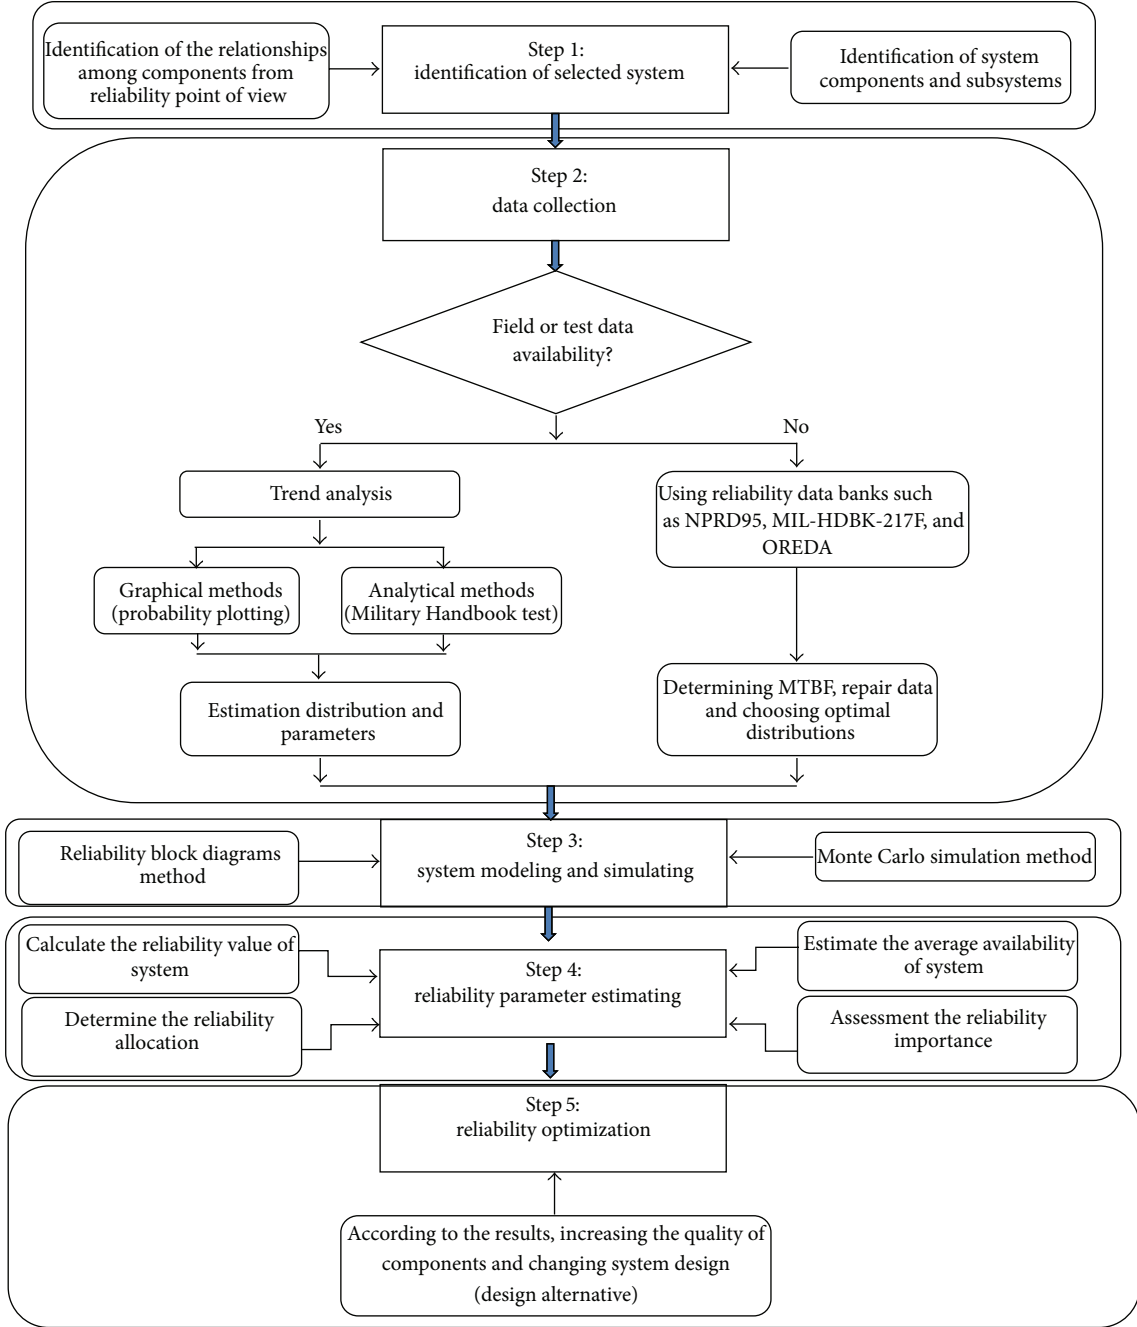 Identification of the relationships
among components from
reliability point of view
Step 1:
identification of selected system
Identification of system
components and subsystems
Step 2:
data collection
Field or test data
availability?
Yes
No
Trend analysis
Using reliability data banks such
as NPRD95, MIL-HDBK-217F, and
OREDA
Graphical methods
(probability plotting)
Analytical methods
(Military Handbook test)
Estimation distribution and
parameters
Determining MTBF, repair data
and choosing optimal
distributions
Reliability block diagrams
method
Step 3:
system modeling and simulating
Monte Carlo simulation method
Calculate the reliability value of
system
Determine the reliability
allocation
Step 4:
reliability parameter estimating
Estimate the average availability
of system
Assessment the reliability
importance
Step 5:
reliability optimization
According to the results, increasing the quality of
components and changing system design
(design alternative)